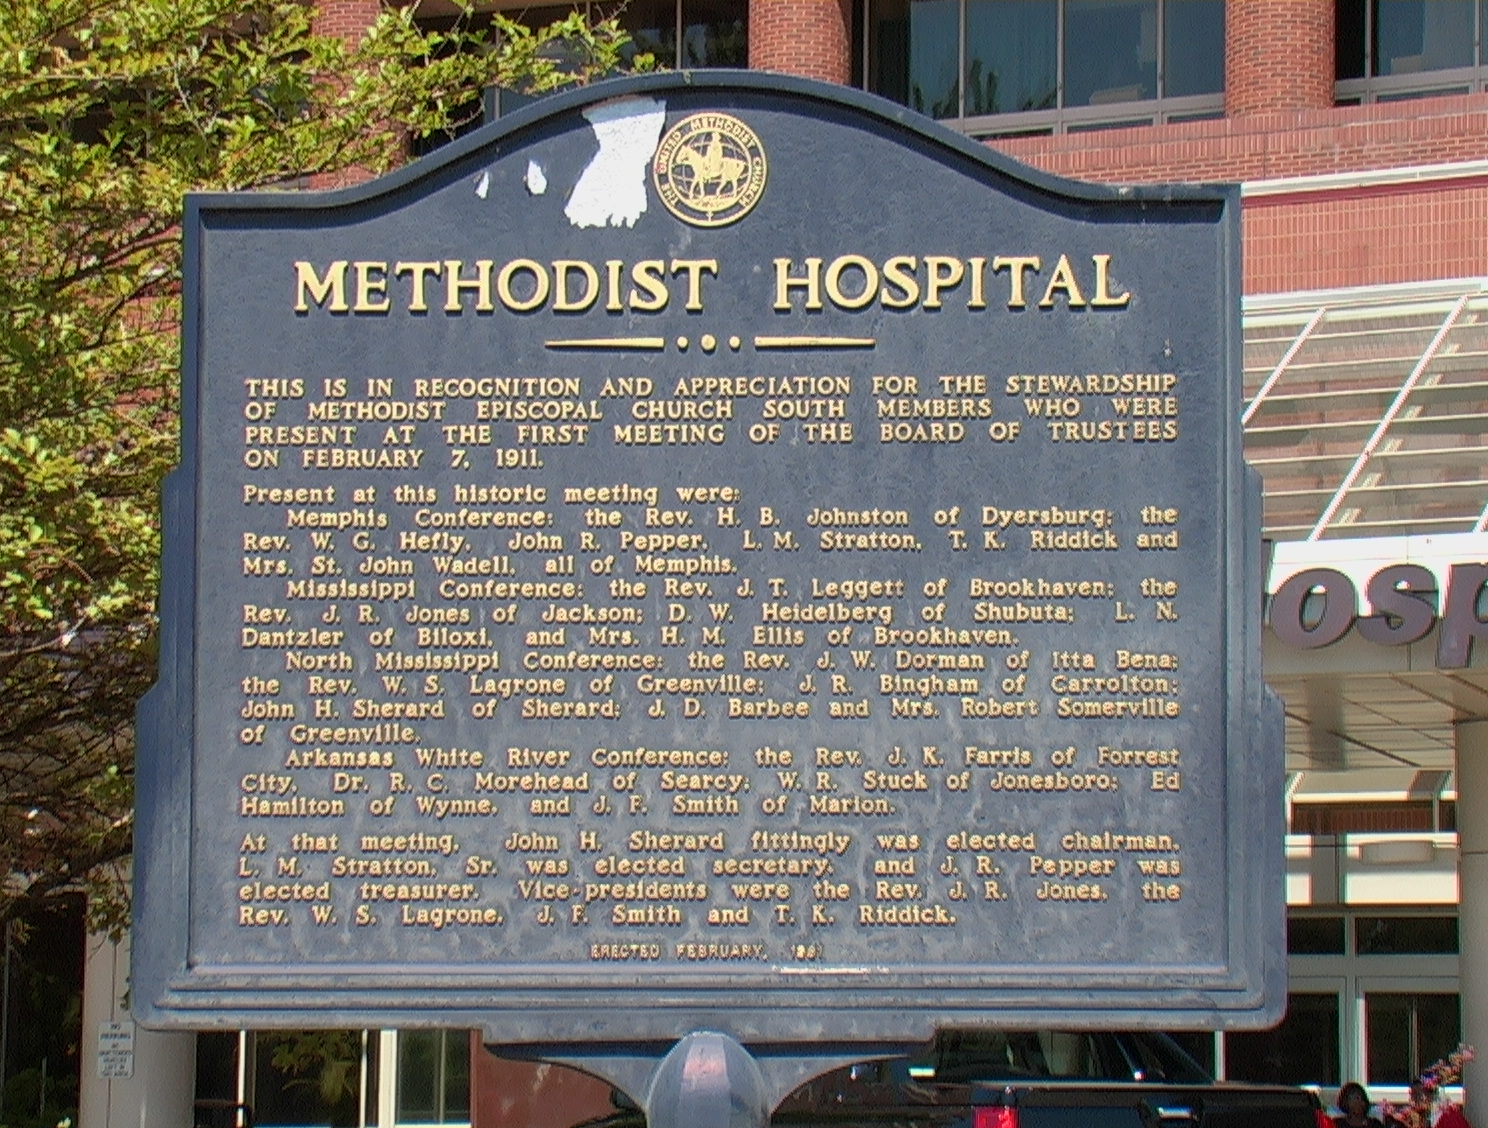 THE UNITED METHODIST CHURCH
METHODIST HOSPITAL
THIS IS IN RECOGNITION AND APPRECIATION FOR THE STEWARDSHIP
OF METHODIST EPISCOPAL CHURCH SOUTH MEMBERS WHO WERE
PRESENT AT THE FIRST MEETING OF THE BOARD OF TRUSTEES
ON FEBRUARY 7, 1911.
Present at this historic meeting were:
Memphis Conference: the Rev. H. B. Johnston of Dyersburg; the
Rev. W. G. Hefly, John R. Pepper, L. M. Stratton, T. K. Riddick and
Mrs. St. John Wadell, all of Memphis.
Mississippi Conference: the Rev. J. T. Leggett of Brookhaven; the
Rev. J. R. Jones of Jackson; D. W. Heidelberg of Shubuta; L. N.
Dantzler of Biloxi, and Mrs. H. M. Ellis of Brookhaven.
North Mississippi Conference: the Rev. J. W. Dorman of Itta Bena;
the Rev. W. S. Lagrone of Greenville; J. R. Bingham of Carrolton;
John H. Sherard of Sherard; J. D. Barbee and Mrs. Robert Somerville
of Greenville.
Arkansas White River Conference: the Rev. J. K. Farris of Forrest
City, Dr. R. C. Morehead of Searcy; W. R. Stuck of Jonesboro; Ed
Hamilton of Wynne, and J. F. Smith of Marion.
At that meeting, John H. Sherard fittingly was elected chairman,
L. M. Stratton, Sr. was elected secretary, and J. R. Pepper was
elected treasurer. Vice-presidents were the Rev. J. R. Jones, the
Rev. W. S. Lagrone, J. F. Smith and T. K. Riddick.
ERECTED FEBRUARY, 1981
osp